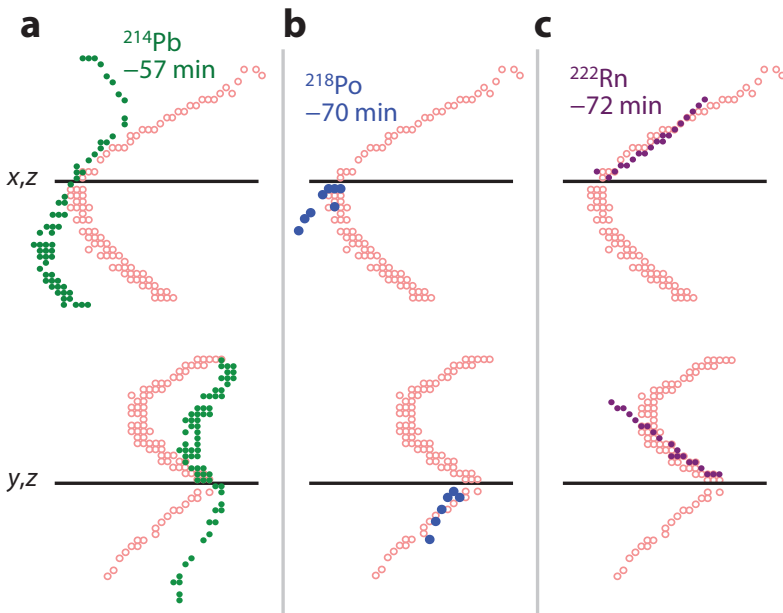 a
²¹⁴Pb
−57 min
b
²¹⁸Po
−70 min
c
²²²Rn
−72 min
x,z
y,z